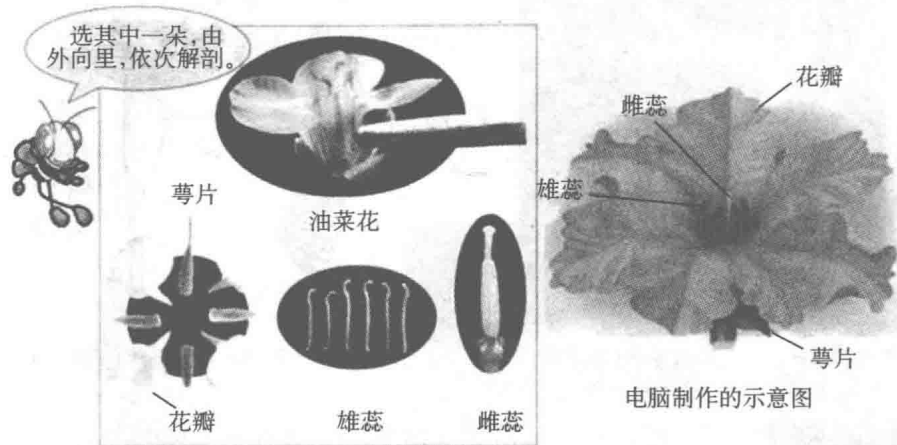 选其中一朵,由
外向里,依次解剖。
油菜花
萼片
花瓣
雄蕊
雌蕊
花瓣
雌蕊
雄蕊
萼片
电脑制作的示意图